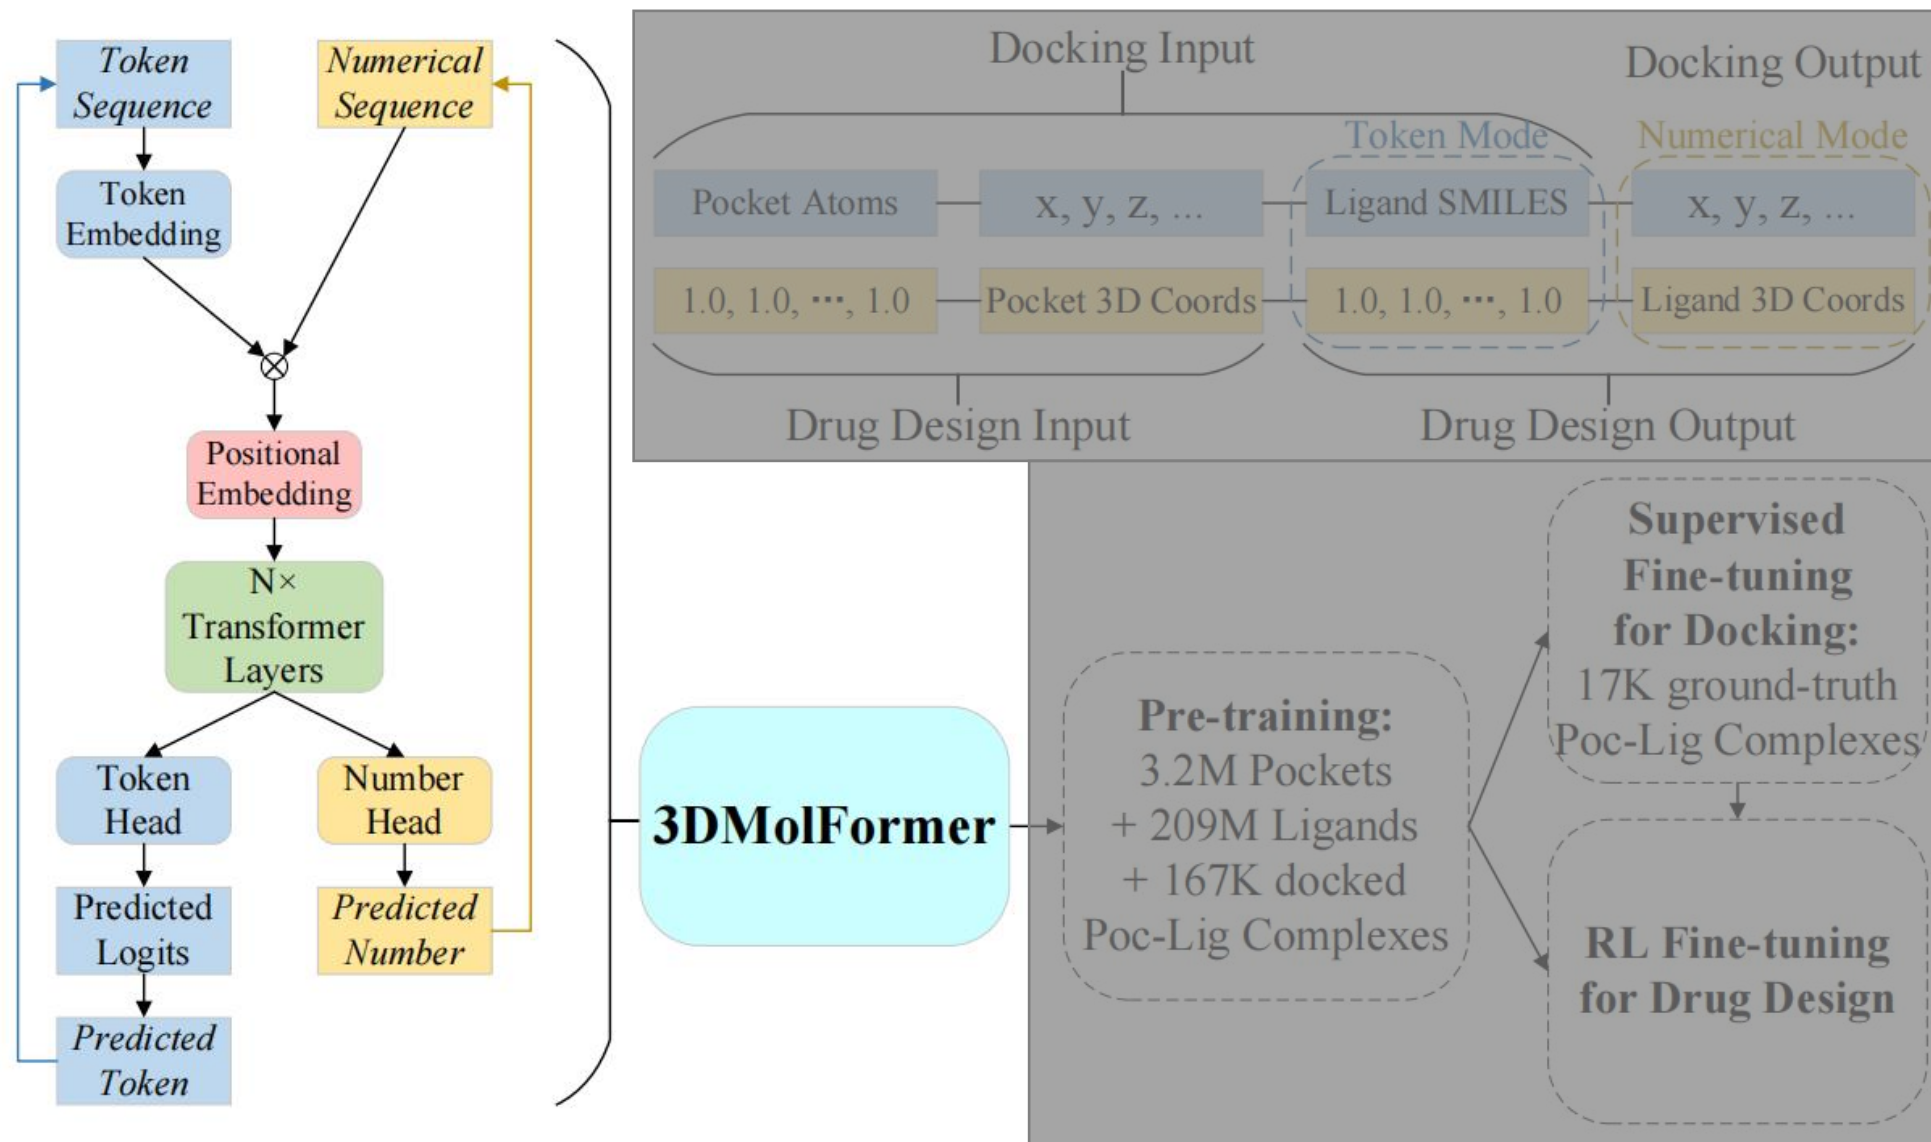 Token
Sequence
Numerical
Sequence
Token
Embedding
Positional
Embedding
N×
Transformer
Layers
Token
Head
Number
Head
Predicted
Logits
Predicted
Number
Predicted
Token
3DMolFormer
Docking Input
Docking Output
Token Mode
Numerical Mode
Pocket Atoms
x, y, z, ...
Ligand SMILES
x, y, z, ...
1.0, 1.0, ···, 1.0
Pocket 3D Coords
1.0, 1.0, ···, 1.0
Ligand 3D Coords
Drug Design Input
Drug Design Output
Pre-training:
3.2M Pockets
+ 209M Ligands
+ 167K docked
Poc-Lig Complexes
Supervised
Fine-tuning
for Docking:
17K ground-truth
Poc-Lig Complexes
RL Fine-tuning
for Drug Design